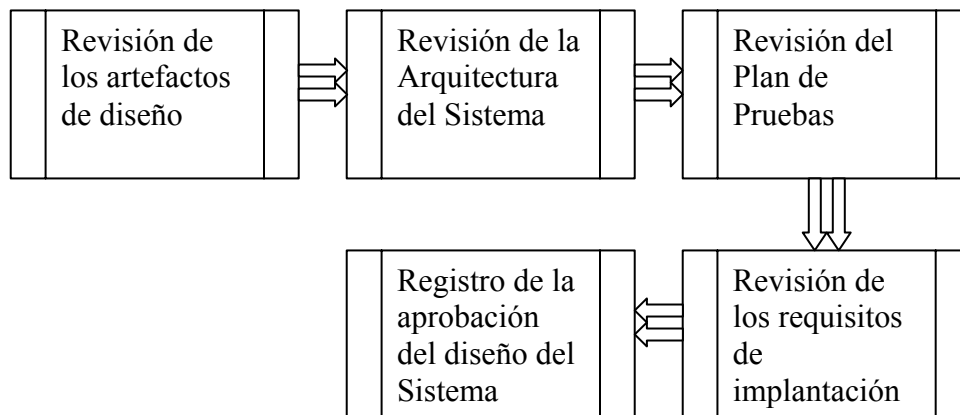 Revisión de
los artefactos
de diseño
Revisión de la
Arquitectura
del Sistema
Revisión del
Plan de
Pruebas
Revisión de
los requisitos
de
implantación
Registro de la
aprobación
del diseño del
Sistema